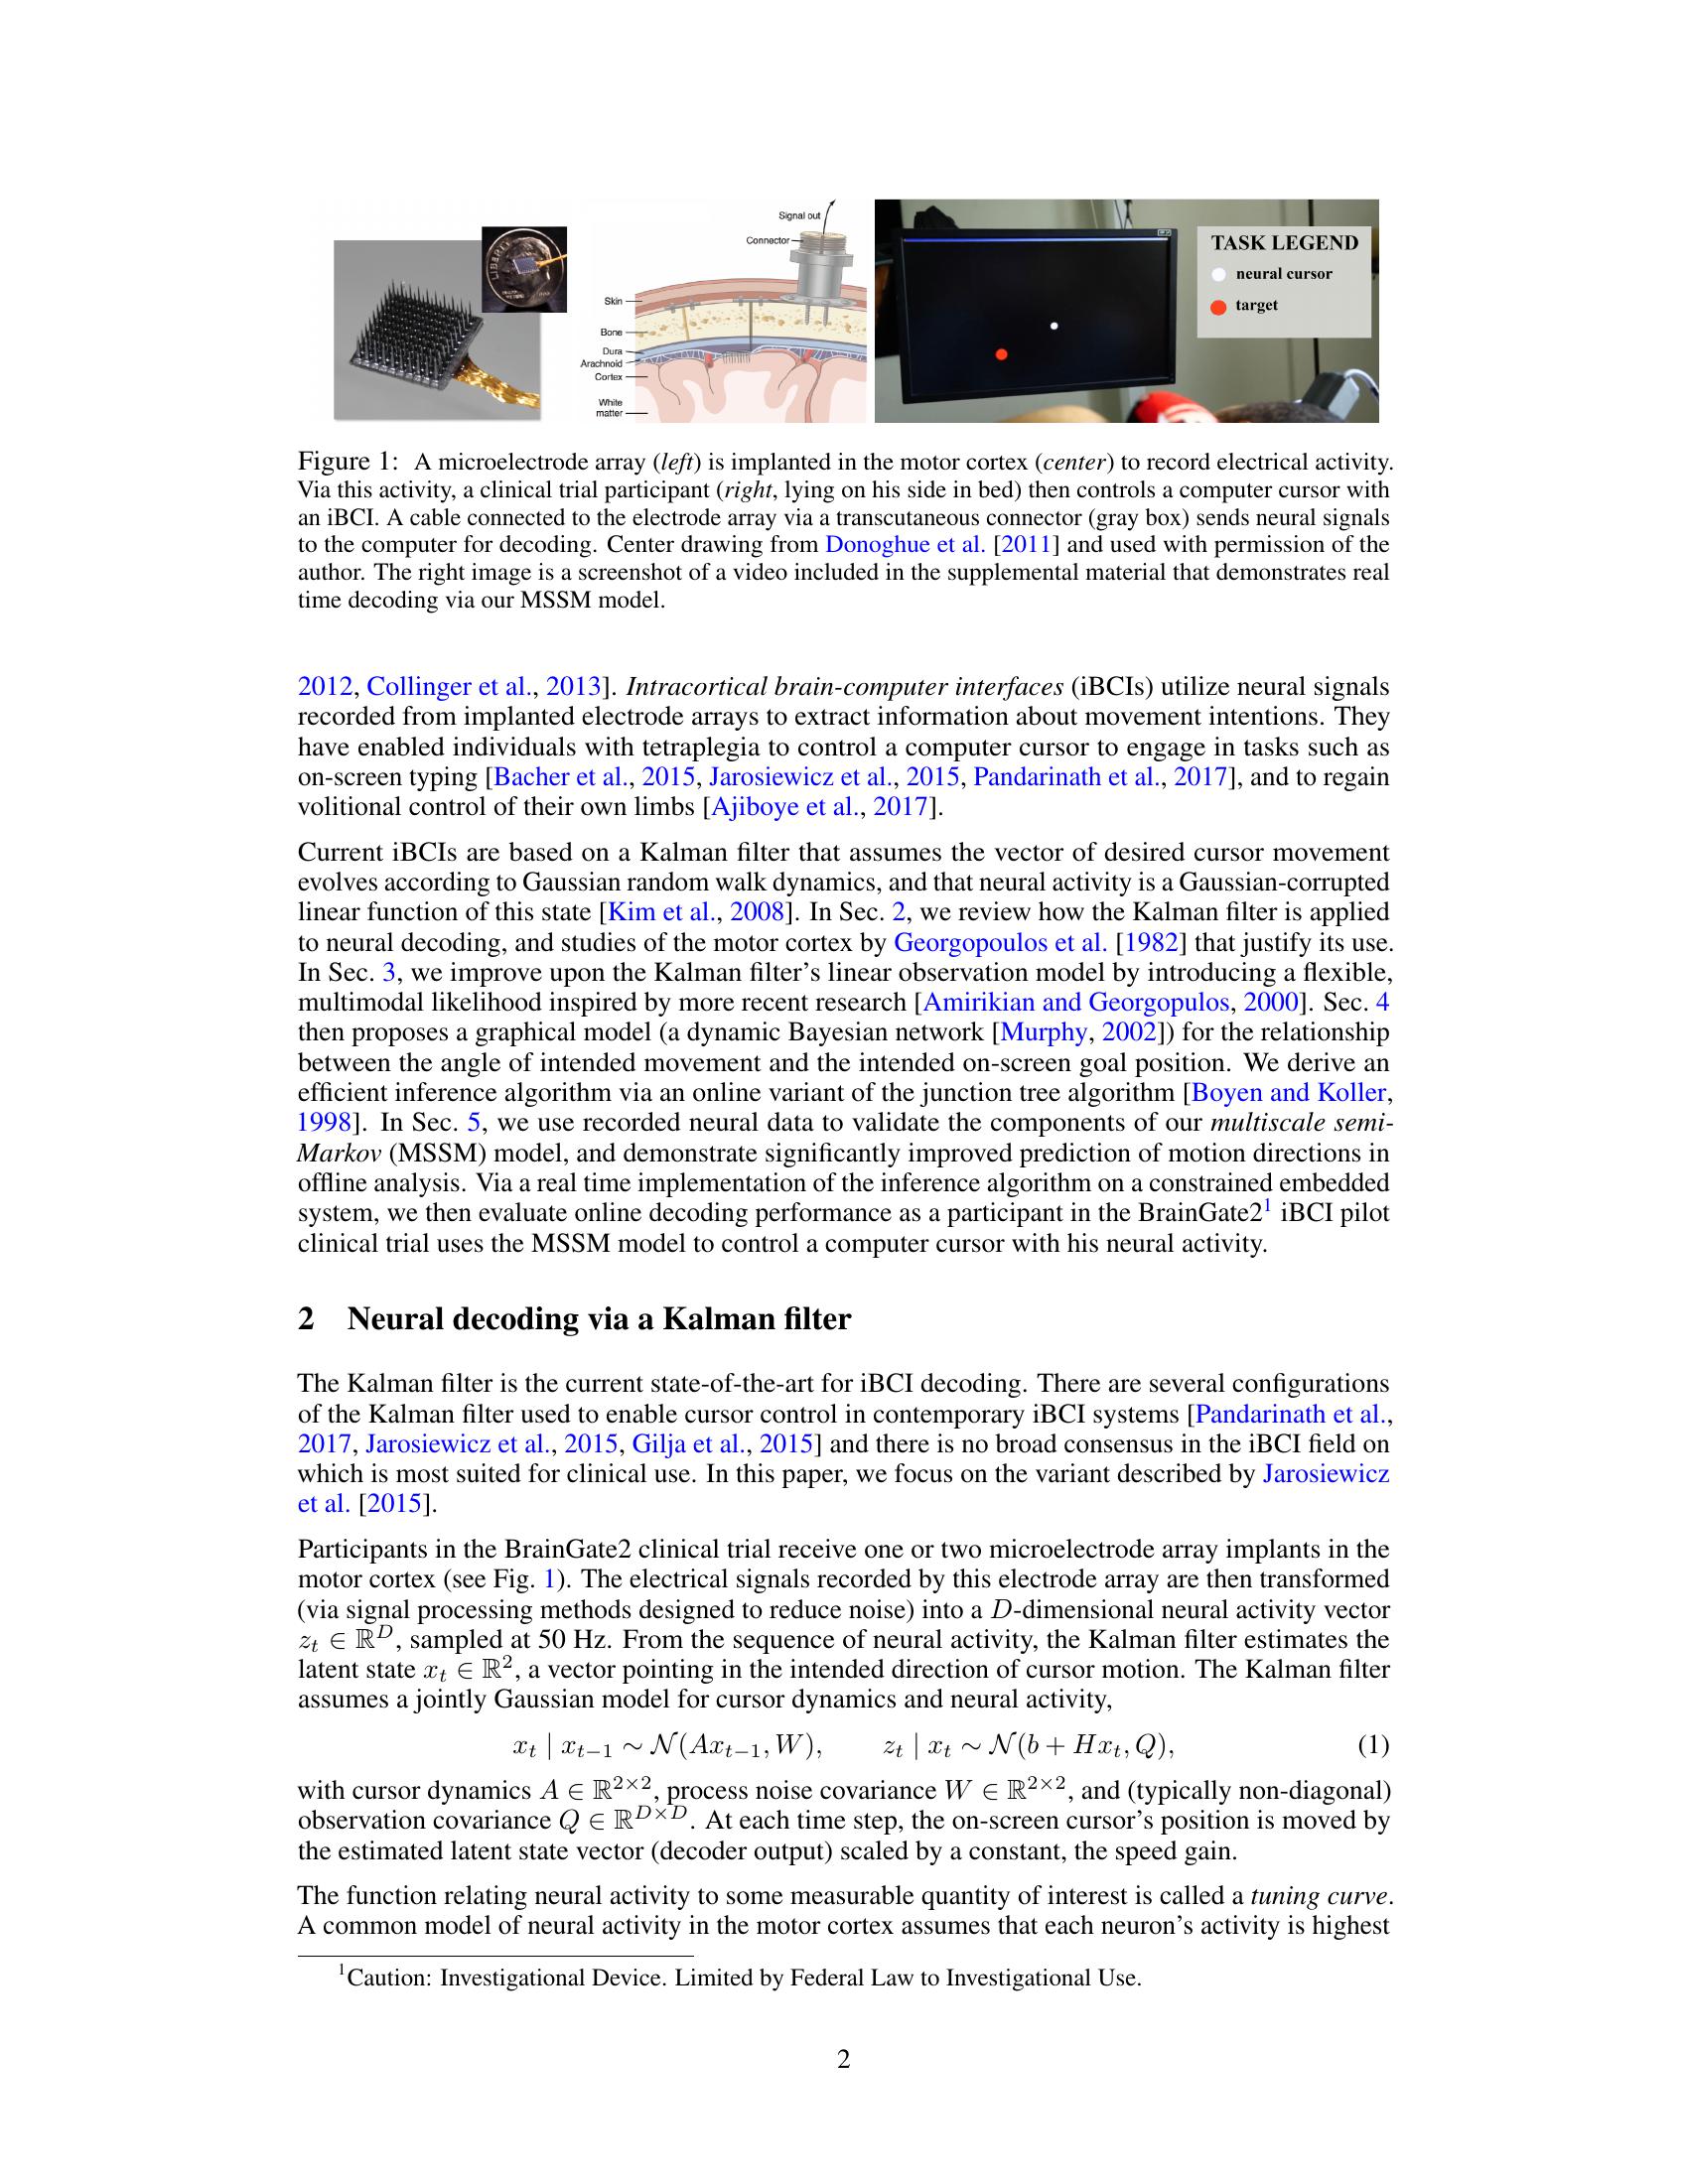 LIBERTY
Signal out
Connector
Skin
Bone
Dura
Arachnoid
Cortex
White
matter
TASK LEGEND
neural cursor
target
Figure 1: A microelectrode array (left) is implanted in the motor cortex (center) to record electrical activity.
Via this activity, a clinical trial participant (right, lying on his side in bed) then controls a computer cursor with
an iBCI. A cable connected to the electrode array via a transcutaneous connector (gray box) sends neural signals
to the computer for decoding. Center drawing from Donoghue et al. [2011] and used with permission of the
author. The right image is a screenshot of a video included in the supplemental material that demonstrates real
time decoding via our MSSM model.
2012, Collinger et al., 2013]. Intracortical brain-computer interfaces (iBCIs) utilize neural signals
recorded from implanted electrode arrays to extract information about movement intentions. They
have enabled individuals with tetraplegia to control a computer cursor to engage in tasks such as
on-screen typing [Bacher et al., 2015, Jarosiewicz et al., 2015, Pandarinath et al., 2017], and to regain
volitional control of their own limbs [Ajiboye et al., 2017].
Current iBCIs are based on a Kalman filter that assumes the vector of desired cursor movement
evolves according to Gaussian random walk dynamics, and that neural activity is a Gaussian-corrupted
linear function of this state [Kim et al., 2008]. In Sec. 2, we review how the Kalman filter is applied
to neural decoding, and studies of the motor cortex by Georgopoulos et al. [1982] that justify its use.
In Sec. 3, we improve upon the Kalman filter's linear observation model by introducing a flexible,
multimodal likelihood inspired by more recent research [Amirikian and Georgopulos, 2000]. Sec. 4
then proposes a graphical model (a dynamic Bayesian network [Murphy, 2002]) for the relationship
between the angle of intended movement and the intended on-screen goal position. We derive an
efficient inference algorithm via an online variant of the junction tree algorithm [Boyen and Koller,
1998]. In Sec. 5, we use recorded neural data to validate the components of our multiscale semi-
Markov (MSSM) model, and demonstrate significantly improved prediction of motion directions in
offline analysis. Via a real time implementation of the inference algorithm on a constrained embedded
system, we then evaluate online decoding performance as a participant in the BrainGate2¹ iBCI pilot
clinical trial uses the MSSM model to control a computer cursor with his neural activity.
2 Neural decoding via a Kalman filter
The Kalman filter is the current state-of-the-art for iBCI decoding. There are several configurations
of the Kalman filter used to enable cursor control in contemporary iBCI systems [Pandarinath et al.,
2017, Jarosiewicz et al., 2015, Gilja et al., 2015] and there is no broad consensus in the iBCI field on
which is most suited for clinical use. In this paper, we focus on the variant described by Jarosiewicz
et al. [2015].
Participants in the BrainGate2 clinical trial receive one or two microelectrode array implants in the
motor cortex (see Fig. 1). The electrical signals recorded by this electrode array are then transformed
(via signal processing methods designed to reduce noise) into a D-dimensional neural activity vector
z_t ∈ ℝ^D, sampled at 50 Hz. From the sequence of neural activity, the Kalman filter estimates the
latent state x_t ∈ ℝ², a vector pointing in the intended direction of cursor motion. The Kalman filter
assumes a jointly Gaussian model for cursor dynamics and neural activity,
x_t | x_{t−1} ∼ 𝒩(Ax_{t−1}, W), z_t | x_t ∼ 𝒩(b + Hx_t, Q), (1)
with cursor dynamics A ∈ ℝ^{2×2}, process noise covariance W ∈ ℝ^{2×2}, and (typically non-diagonal)
observation covariance Q ∈ ℝ^{D×D}. At each time step, the on-screen cursor's position is moved by
the estimated latent state vector (decoder output) scaled by a constant, the speed gain.
The function relating neural activity to some measurable quantity of interest is called a tuning curve.
A common model of neural activity in the motor cortex assumes that each neuron's activity is highest
¹Caution: Investigational Device. Limited by Federal Law to Investigational Use.
2